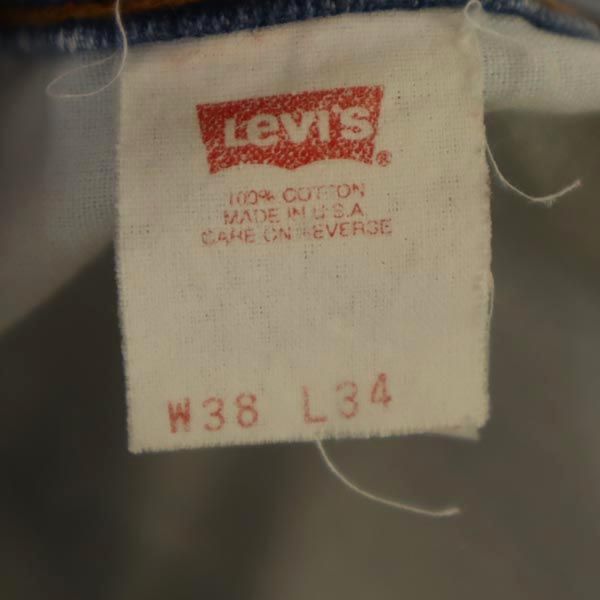 LEVI'S ®
100% COTTON
MADE IN U.S.A.
CARE ON REVERSE
W38 L34